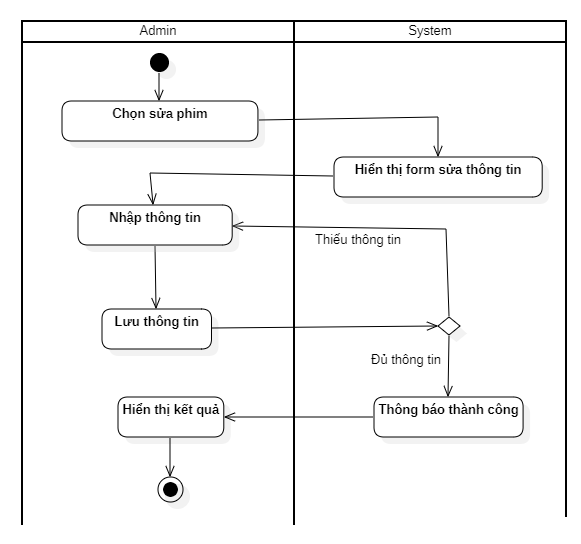 Admin
System
Chọn sửa phim
Hiển thị form sửa thông tin
Nhập thông tin
Thiếu thông tin
Lưu thông tin
Đủ thông tin
Hiển thị kết quả
Thông báo thành công